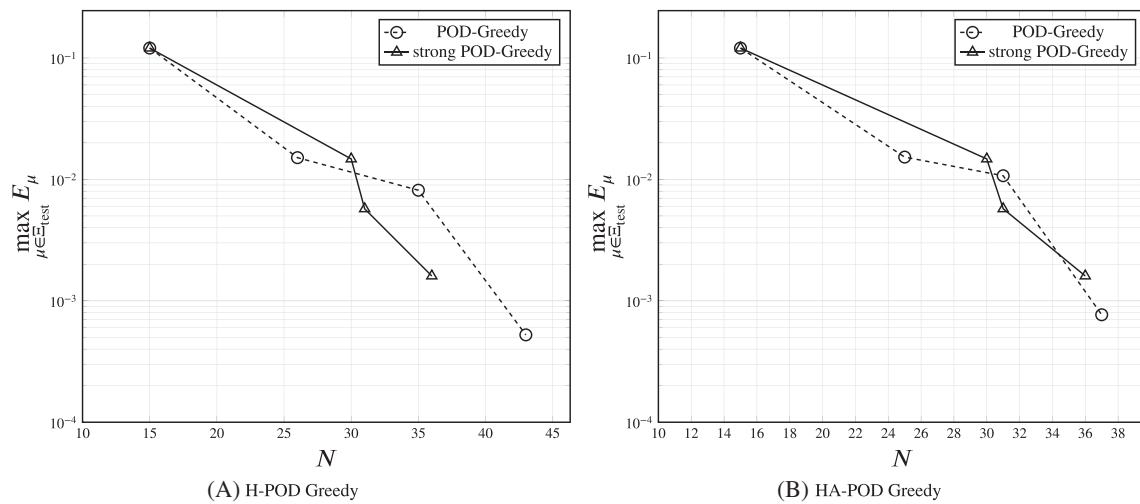 POD-Greedy
strong POD-Greedy
10⁻¹
10⁻²
10⁻³
10⁻⁴
max E_μ
μ∈Ξ_test
10 15 20 25 30 35 40 45
N
(A) H-POD Greedy
POD-Greedy
strong POD-Greedy
10⁻¹
10⁻²
10⁻³
10⁻⁴
max E_μ
μ∈Ξ_test
10 12 14 16 18 20 22 24 26 28 30 32 34 36 38
N
(B) HA-POD Greedy